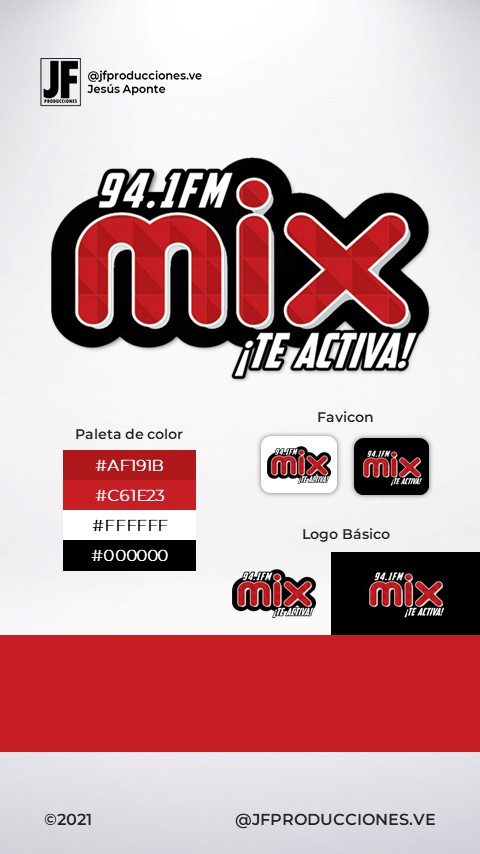 JF
PRODUCCIONES
@jfproducciones.ve
Jesús Aponte
94.1FM
mix
¡TE ACTIVA!
Paleta de color
#AF191B
#C61E23
#FFFFFF
#000000
Favicon
94.1FM
mix
¡TE ACTIVA!
94.1FM
mix
¡TE ACTIVA!
Logo Básico
94.1FM
mix
¡TE ACTIVA!
94.1FM
mix
¡TE ACTIVA!
©2021
@JFPRODUCCIONES.VE